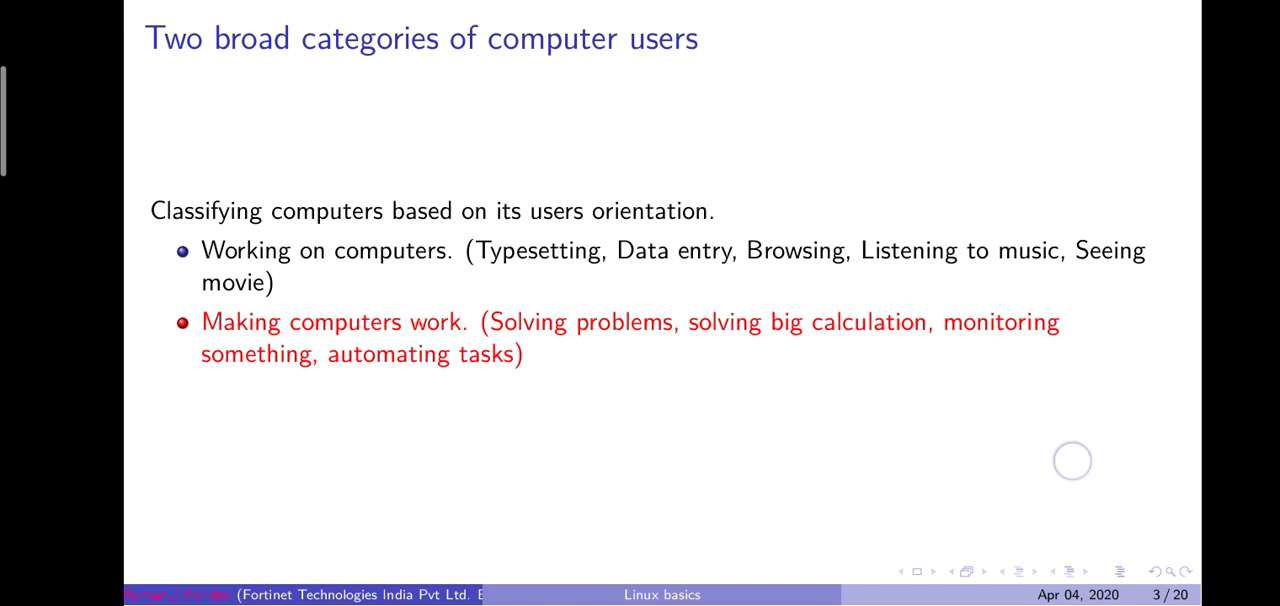 Two broad categories of computer users
Classifying computers based on its users orientation.
Working on computers. (Typesetting, Data entry, Browsing, Listening to music, Seeing
movie)
Making computers work. (Solving problems, solving big calculation, monitoring
something, automating tasks)
(Fortinet Technologies India Pvt Ltd. Linux basics Apr 04, 2020 3 / 20